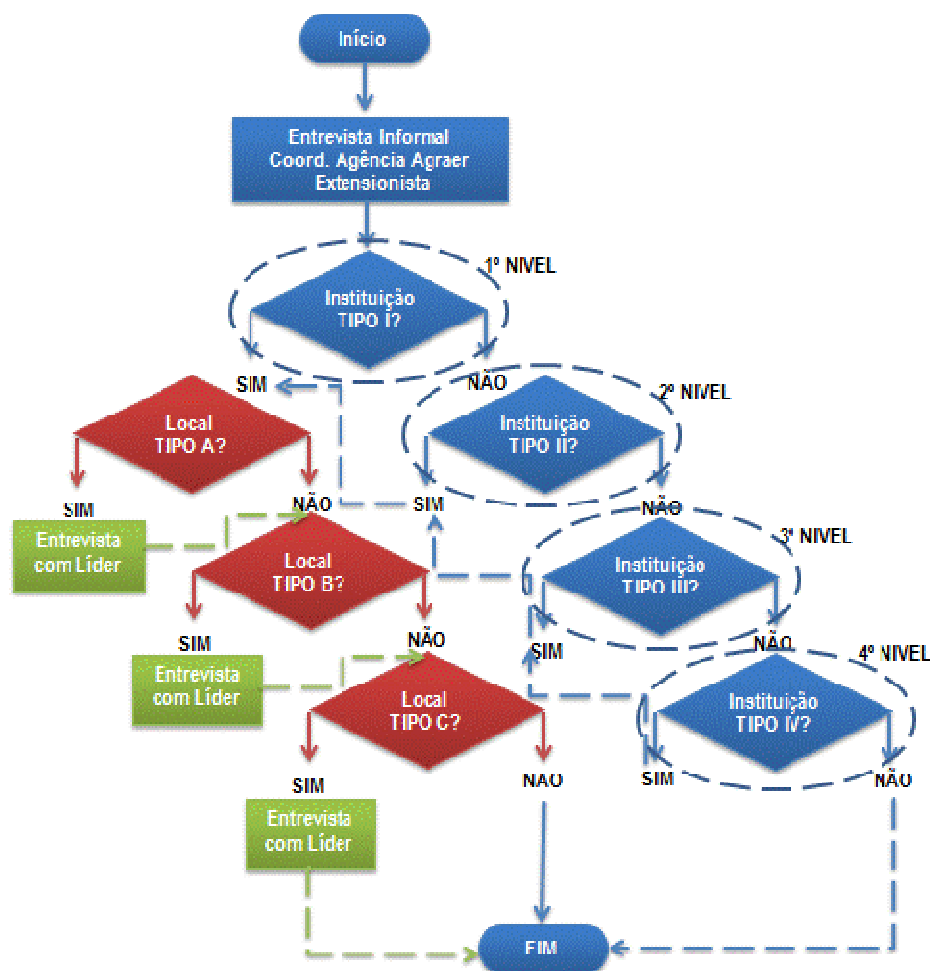 Início
Entrevista Informal
Coord. Agência Agraer
Extensionista
1º NIVEL
Instituição
TIPO I?
SIM
NÃO
2º NIVEL
Local
TIPO A?
Instituição
TIPO II?
SIM
NÃO
SIM
NÃO
3º NIVEL
Entrevista
com Líder
Local
TIPO B?
Instituição
TIPO III?
SIM
NÃO
SIM
NÃO
4º NIVEL
Entrevista
com Líder
Local
TIPO C?
Instituição
TIPO IV?
SIM
NAO
SIM
NÃO
Entrevista
com Líder
FIM